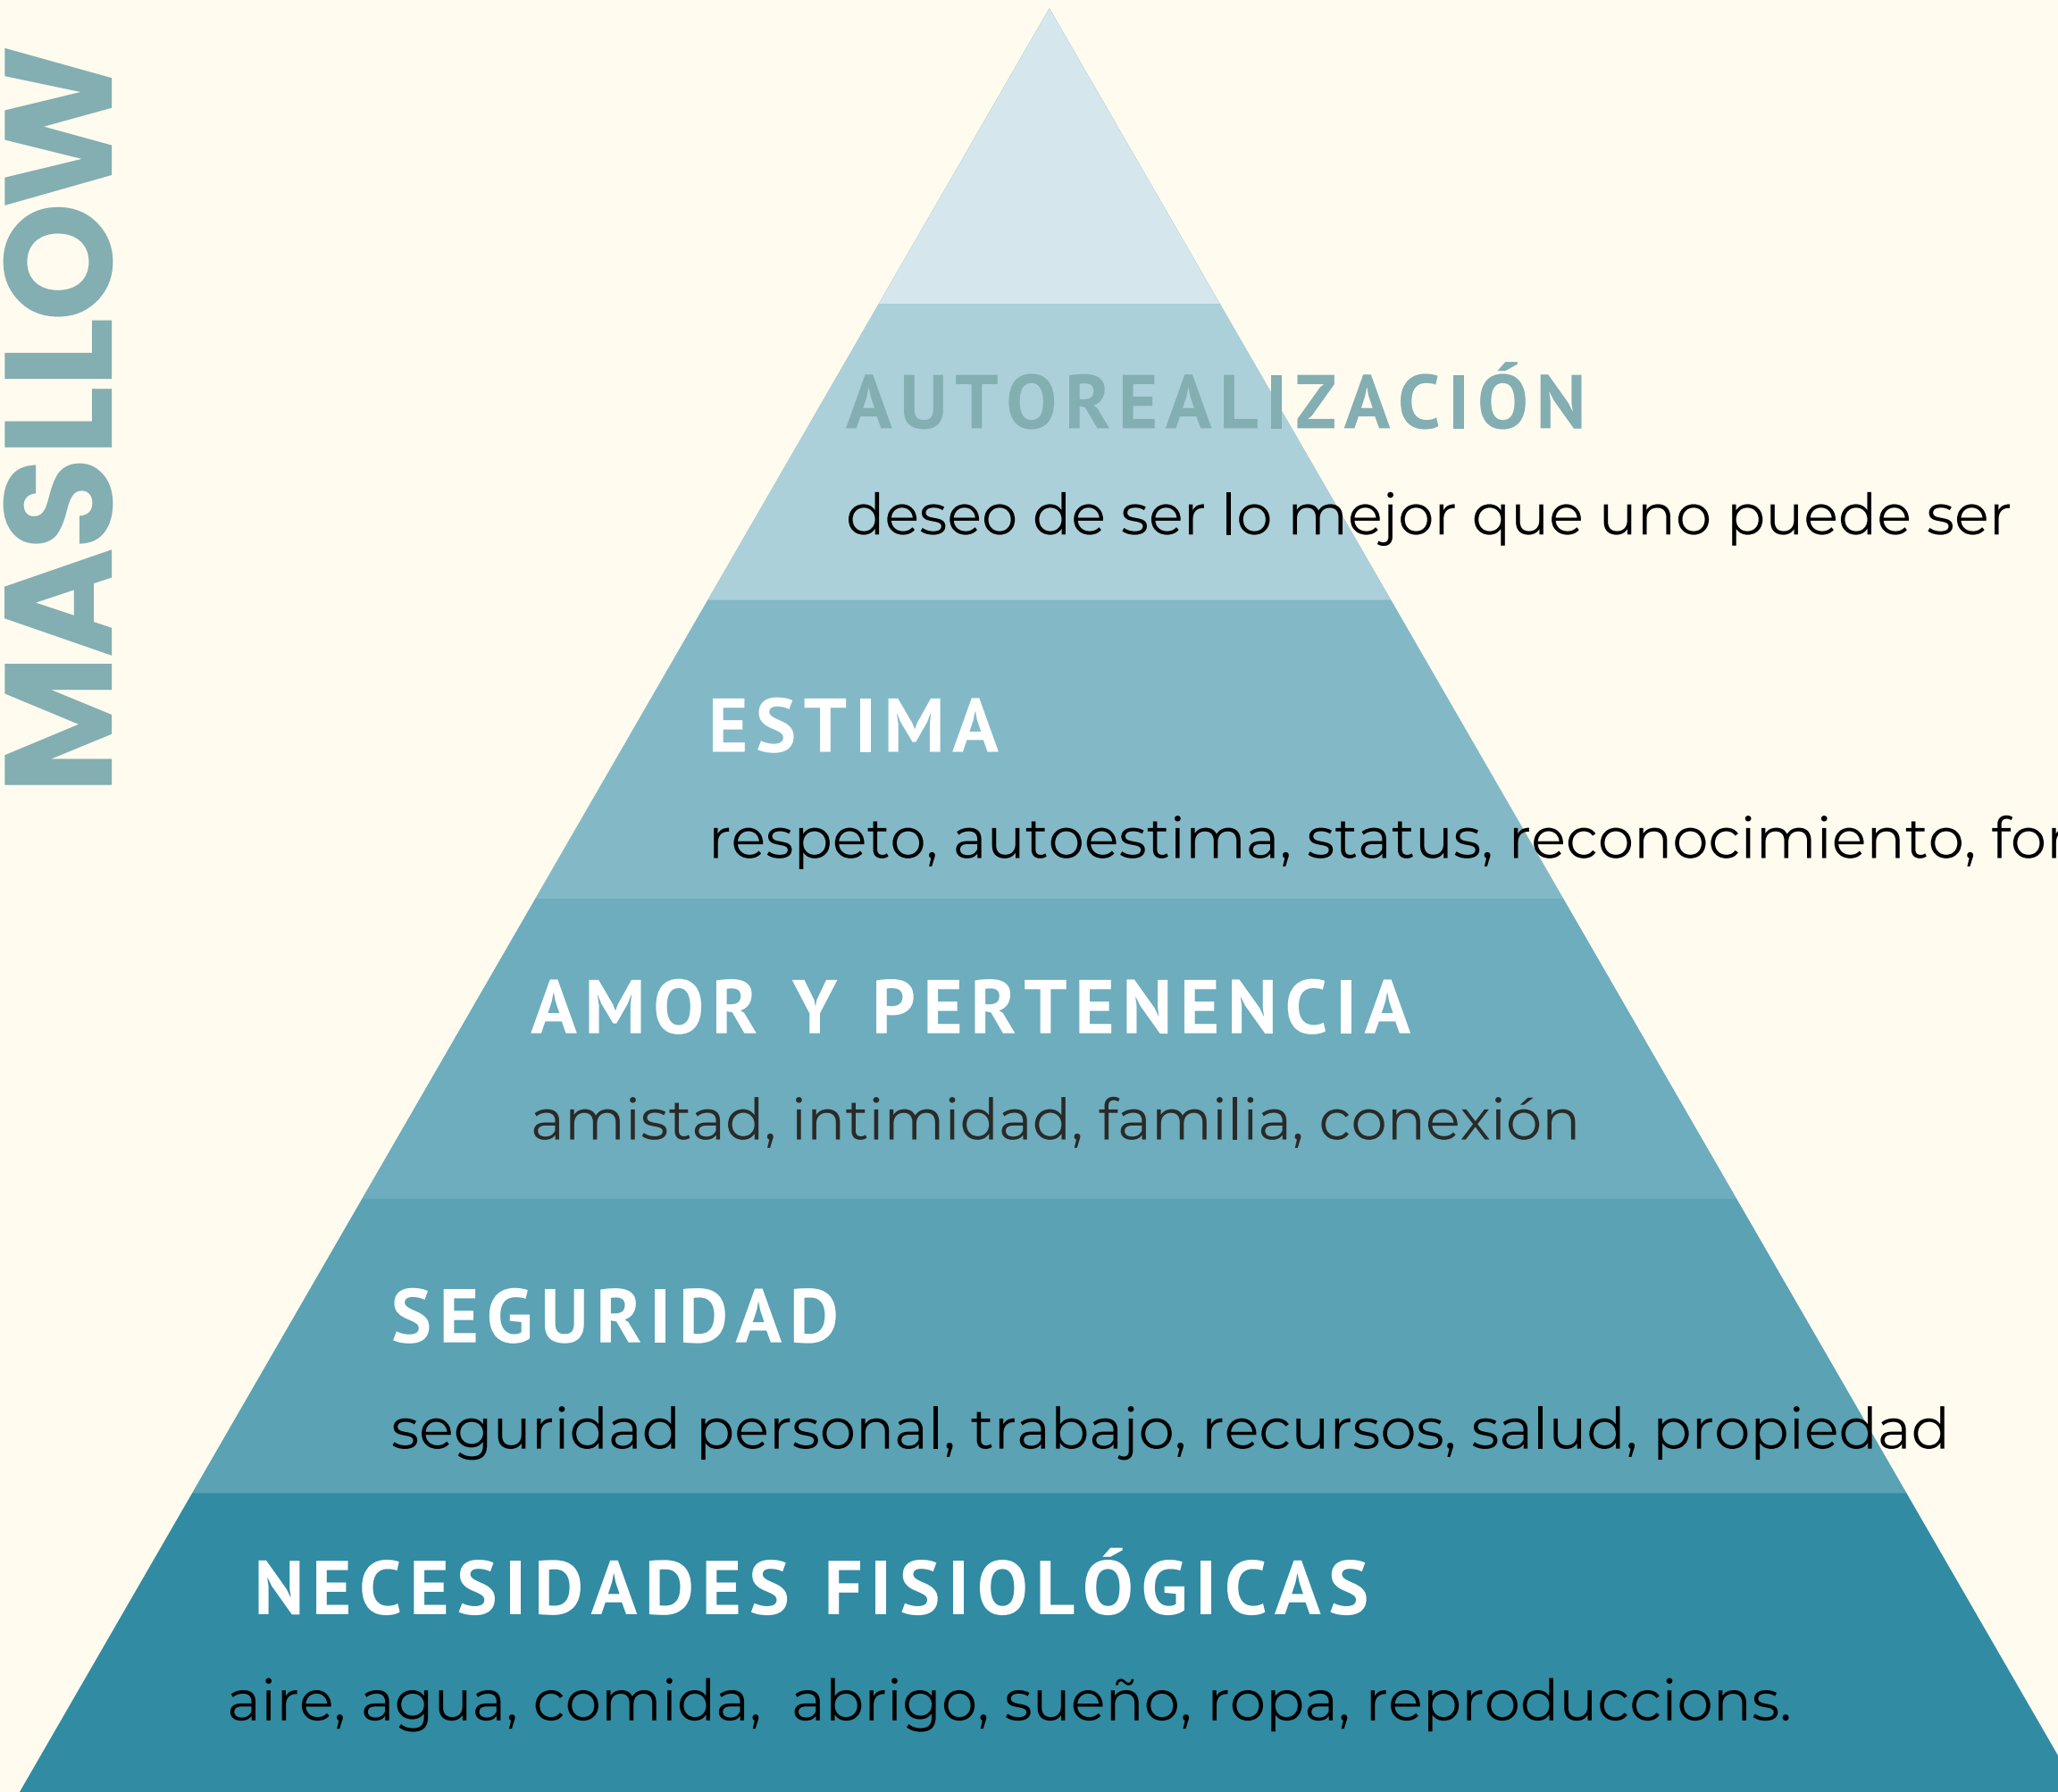 MASLLOW
AUTOREALIZACIÓN
deseo de ser lo mejor que uno puede ser
ESTIMA
respeto, autoestima, status, reconocimiento,
AMOR Y PERTENENCIA
amistad, intimidad, familia, conexión
SEGURIDAD
seguridad personal, trabajo, recursos, salud, propiedad
NECESIDADES FISIOLÓGICAS
aire, agua, comida, abrigo, sueño, ropa, reproduccions.